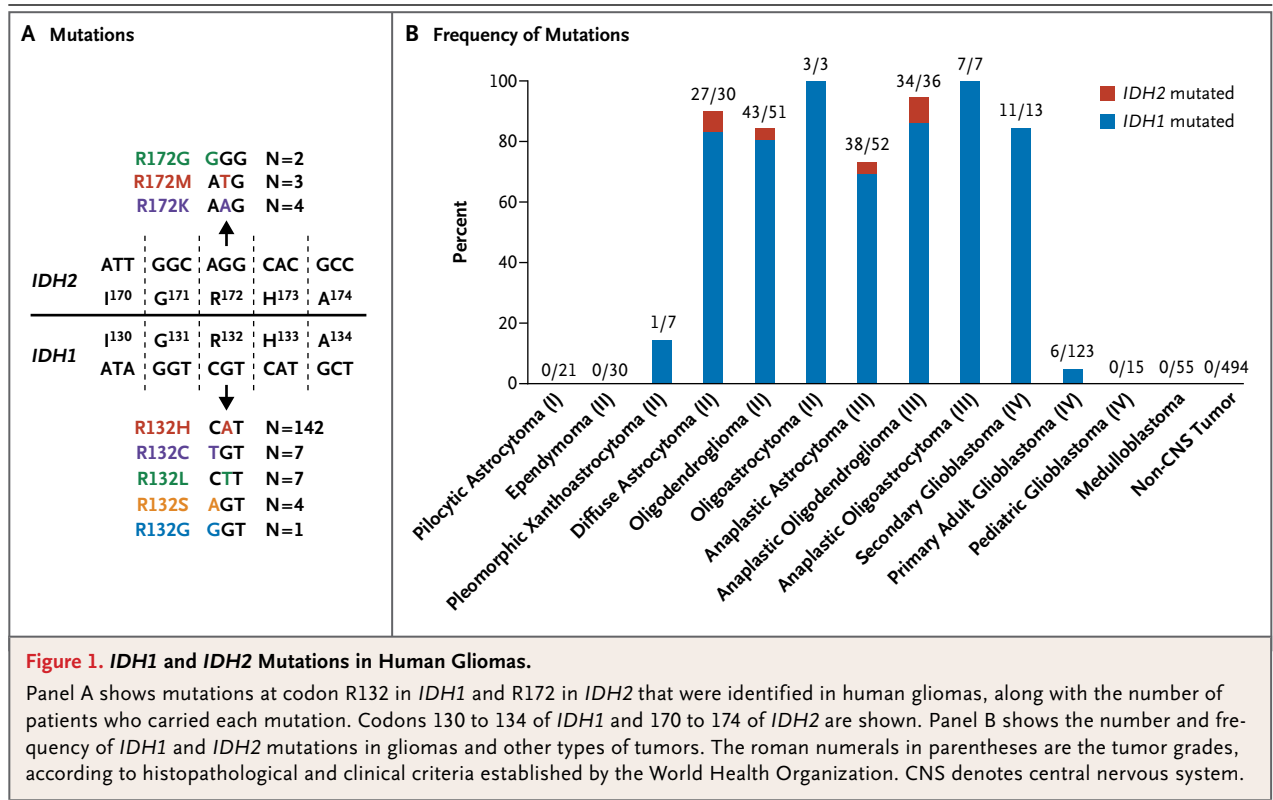 A Mutations
R172G GGG N=2
R172M ATG N=3
R172K AAG N=4
IDH2
ATT GGC AGG CAC GCC
I170 G171 R172 H173 A174
IDH1
I130 G131 R132 H133 A134
ATA GGT CGT CAT GCT
R132H CAT N=142
R132C TGT N=7
R132L CTT N=7
R132S AGT N=4
R132G GGT N=1
B Frequency of Mutations
Percent
100
80
60
40
20
0
0/21
0/30
1/7
27/30
43/51
3/3
38/52
34/36
7/7
11/13
6/123
0/15
0/55
0/494
IDH2 mutated
IDH1 mutated
Pilocytic Astrocytoma (I)
Ependymoma (II)
Pleomorphic Xanthoastrocytoma (II)
Diffuse Astrocytoma (II)
Oligodendroglioma (II)
Oligoastrocytoma (II)
Anaplastic Astrocytoma (III)
Anaplastic Oligodendroglioma (III)
Anaplastic Oligoastrocytoma (III)
Secondary Glioblastoma (IV)
Primary Adult Glioblastoma (IV)
Pediatric Glioblastoma (IV)
Medulloblastoma
Non-CNS Tumor
Figure 1. IDH1 and IDH2 Mutations in Human Gliomas.
Panel A shows mutations at codon R132 in IDH1 and R172 in IDH2 that were identified in human gliomas, along with the number of
patients who carried each mutation. Codons 130 to 134 of IDH1 and 170 to 174 of IDH2 are shown. Panel B shows the number and fre-
quency of IDH1 and IDH2 mutations in gliomas and other types of tumors. The roman numerals in parentheses are the tumor grades,
according to histopathological and clinical criteria established by the World Health Organization. CNS denotes central nervous system.